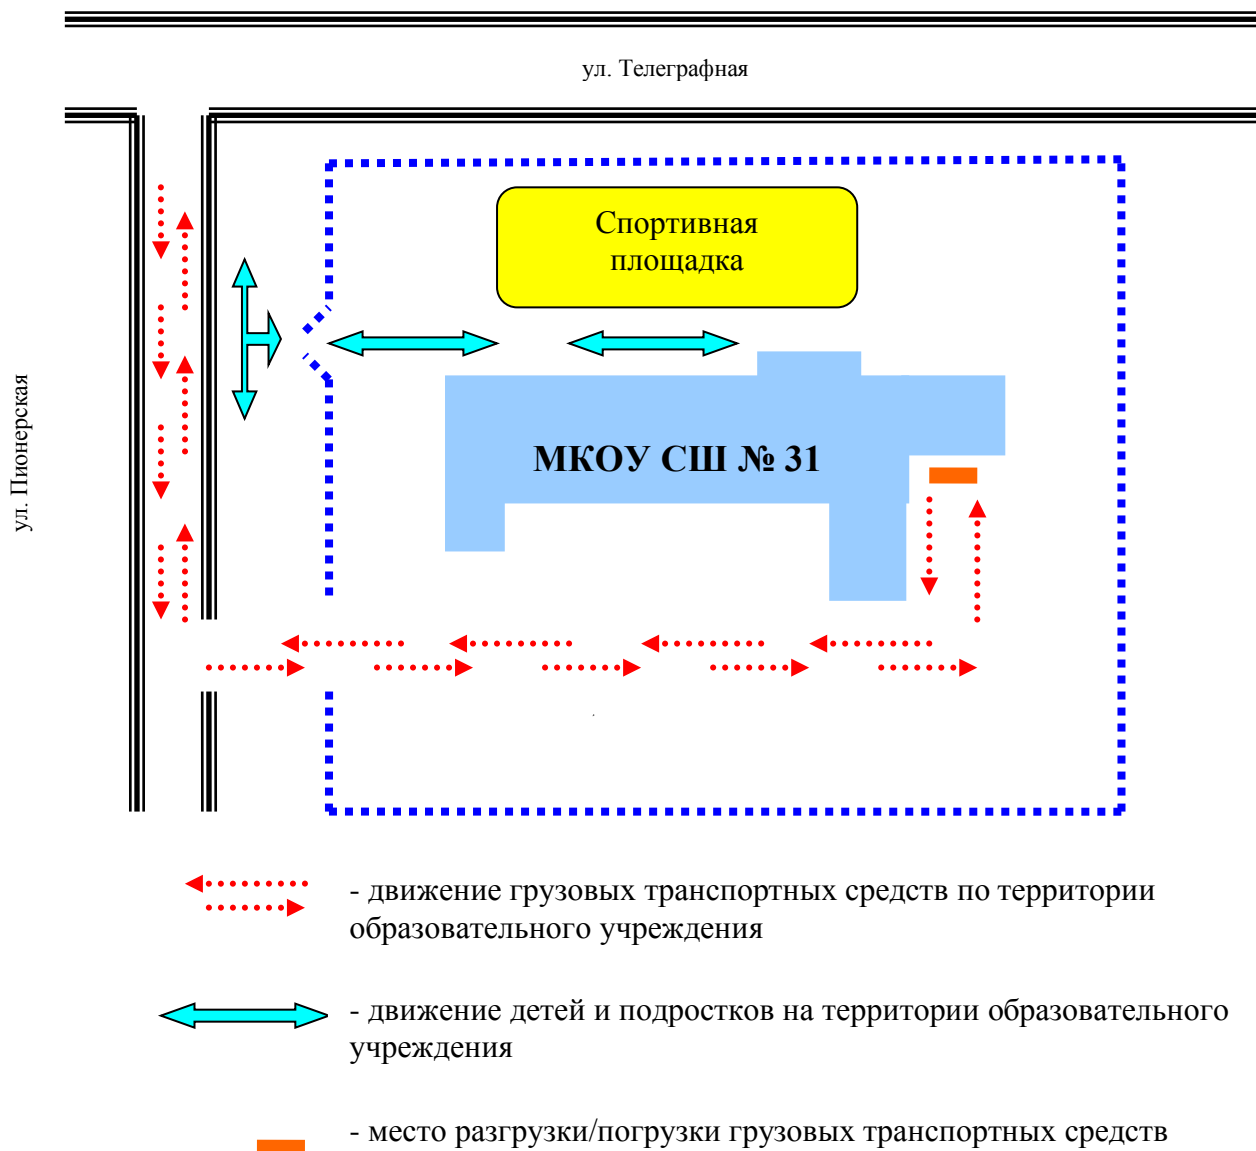 ул. Телеграфная
Спортивная
площадка
ул. Пионерская
МКОУ СШ № 31
- движение грузовых транспортных средств по территории
образовательного учреждения
- движение детей и подростков на территории образовательного
учреждения
- место разгрузки/погрузки грузовых транспортных средств